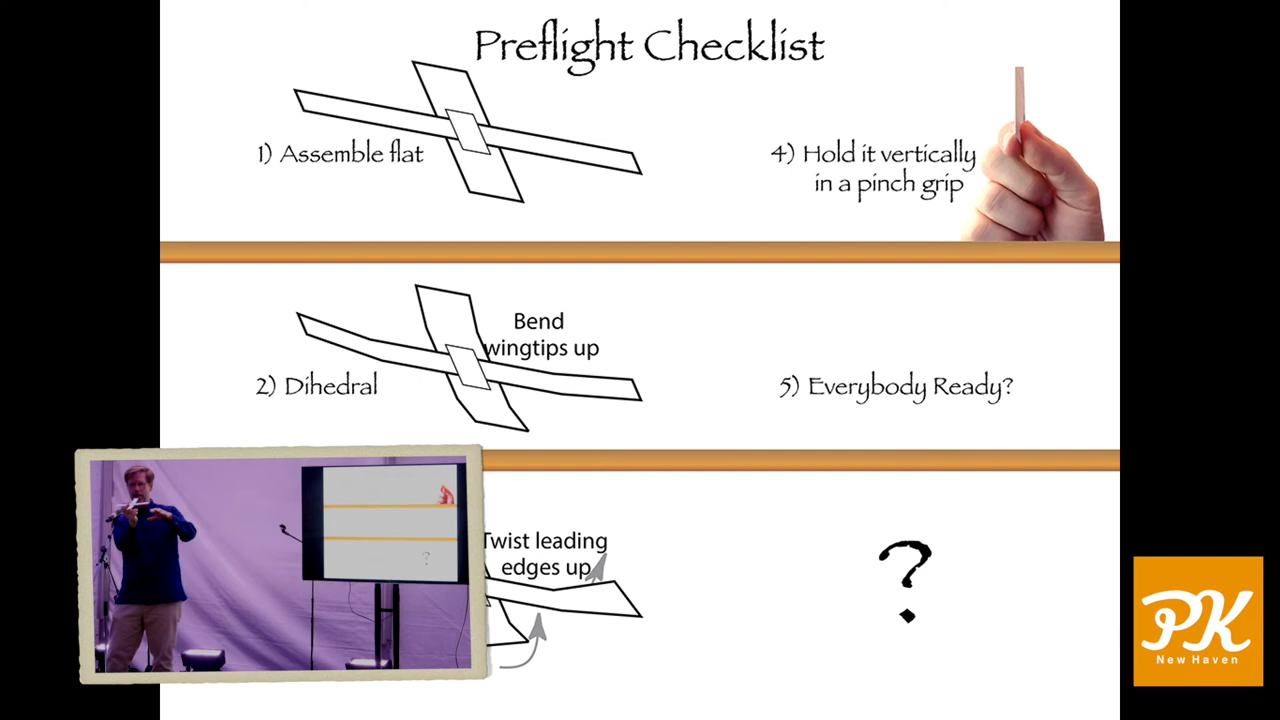 Preflight Checklist
1) Assemble flat
4) Hold it vertically
in a pinch grip
Bend
wingtips up
2) Dihedral
5) Everybody Ready?
Twist leading
edges up
?
?
PK
New Haven